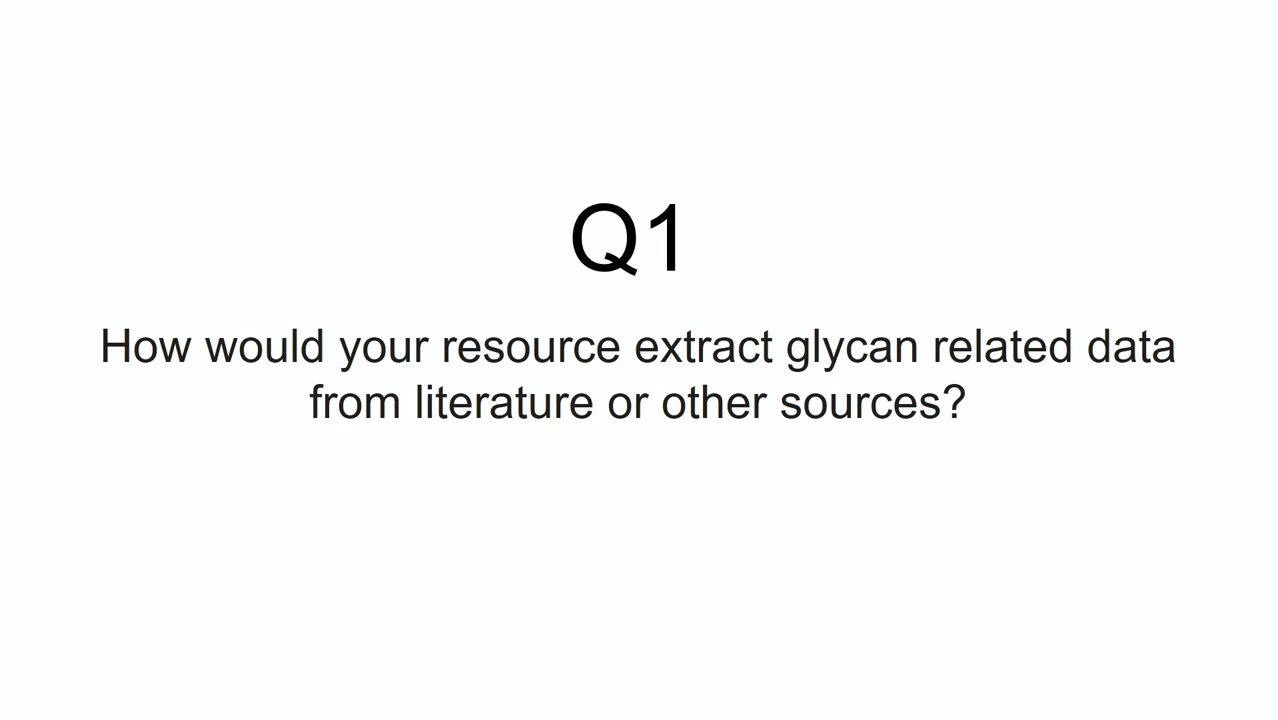 Q1
How would your resource extract glycan related data
from literature or other sources?